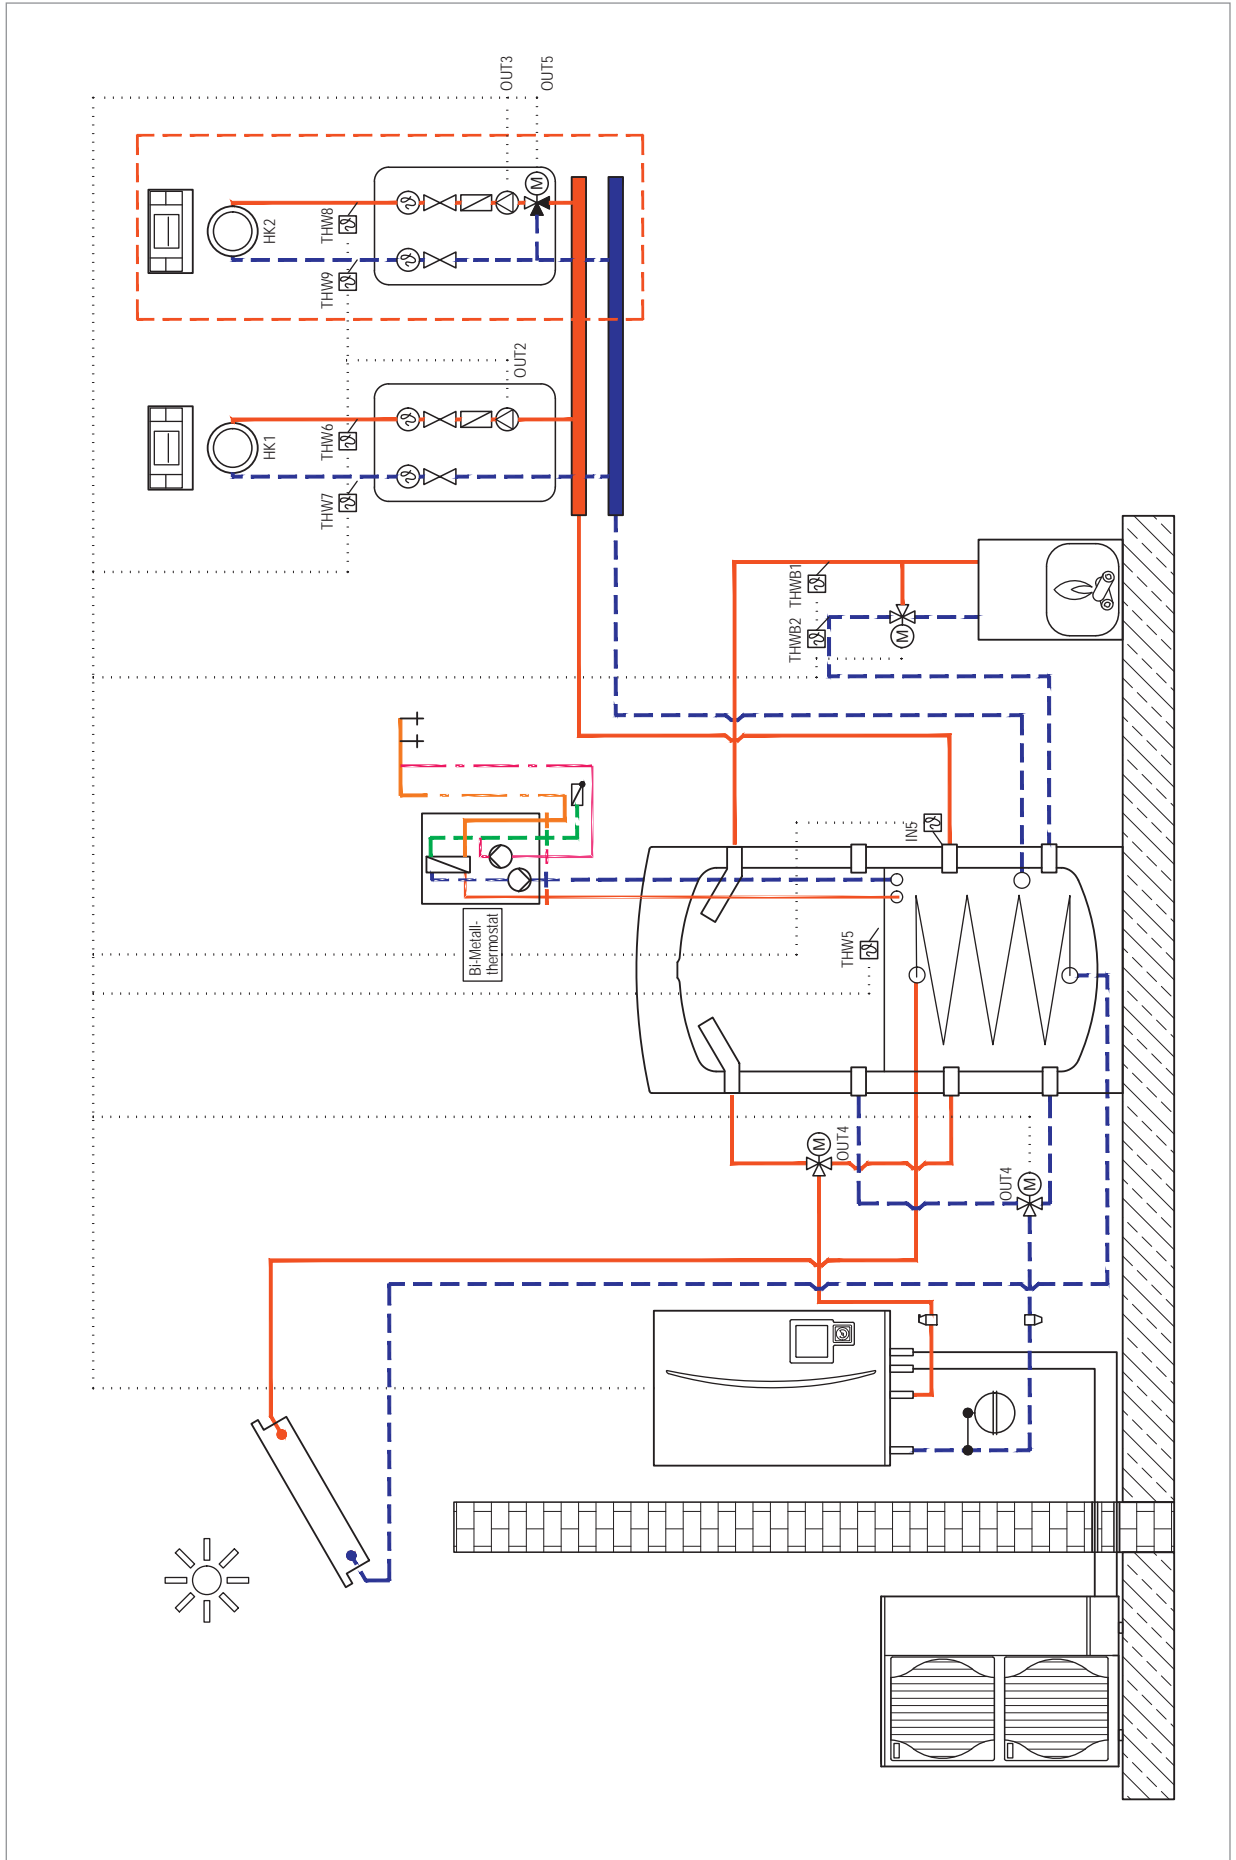 OUT3
OUT5
HK2
THW8
THW9
OUT2
HK1
THW6
THW7
THWB1
THWB2
M
M
IN5
Bi-Metall-
thermostat
THW5
M
OUT4
M
OUT4